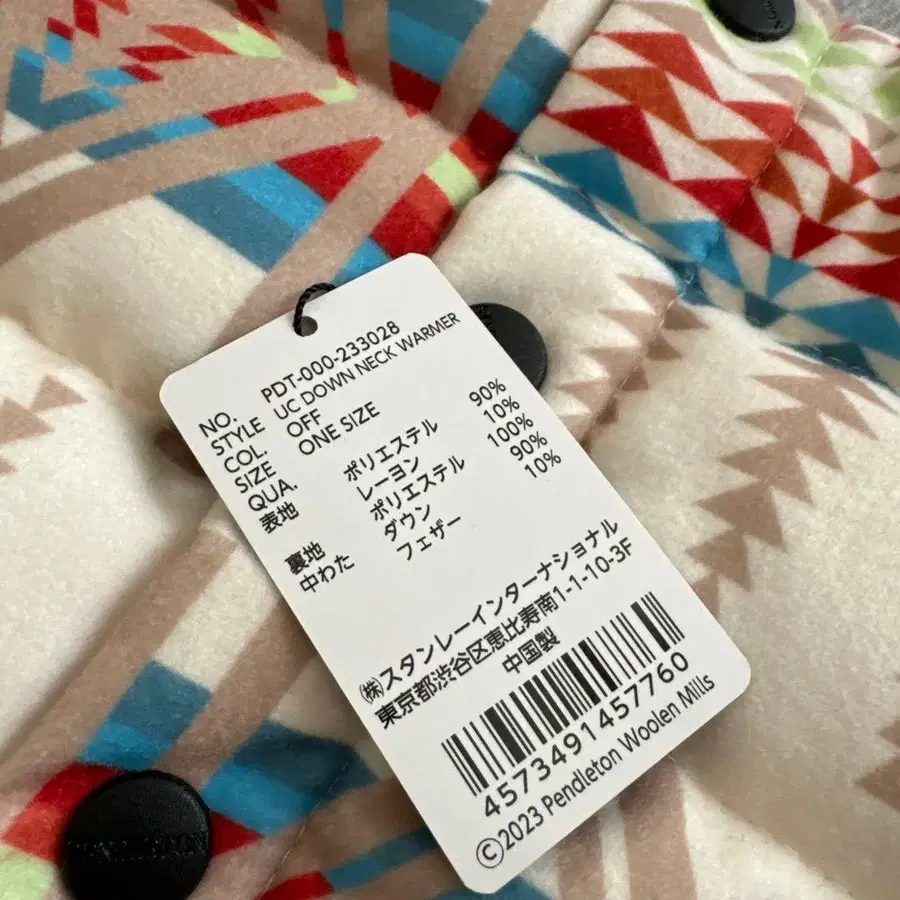 NO. PDT-000-233028
STYLE UC DOWN NECK WARMER
COL. OFF
SIZE ONE SIZE
QUA.
表地 ポリエステル 90%
レーヨン 10%
裏地 ポリエステル 100%
中わた ダウン 90%
フェザー 10%
㈱スタンレーインターナショナル
東京都渋谷区恵比寿南1-1-10-3F
中国製
4573491457760
©2023 Pendleton Woolen Mills
PENDLETON